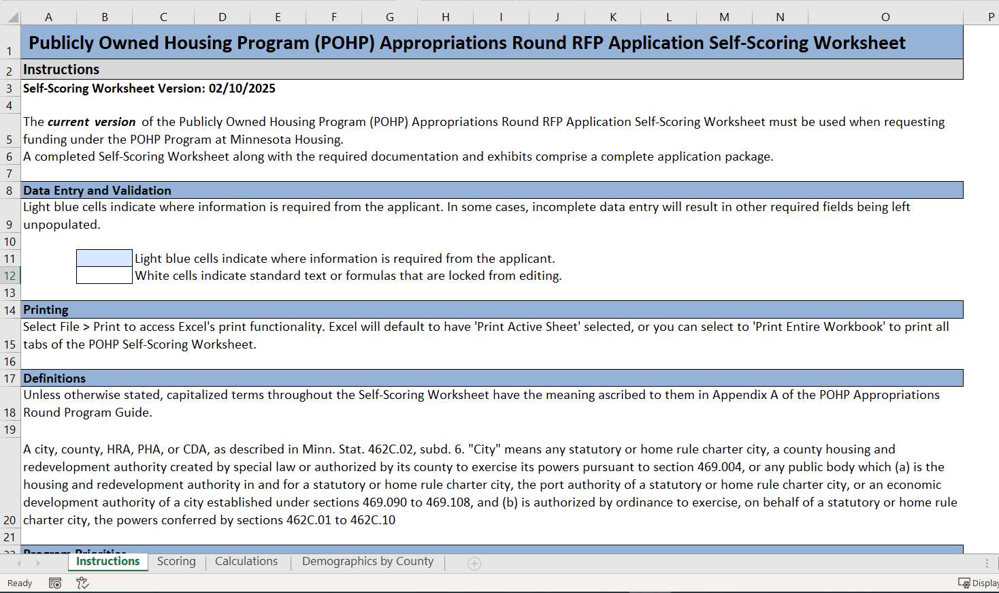 A B C D E F G H I J K L M N O P
1 Publicly Owned Housing Program (POHP) Appropriations Round RFP Application Self-Scoring Worksheet
2 Instructions
3 Self-Scoring Worksheet Version: 02/10/2025
4
The current version of the Publicly Owned Housing Program (POHP) Appropriations Round RFP Application Self-Scoring Worksheet must be used when requesting
5 funding under the POHP Program at Minnesota Housing.
6 A completed Self-Scoring Worksheet along with the required documentation and exhibits comprise a complete application package.
7
8 Data Entry and Validation
Light blue cells indicate where information is required from the applicant. In some cases, incomplete data entry will result in other required fields being left
9 unpopulated.
10
11 Light blue cells indicate where information is required from the applicant.
12 White cells indicate standard text or formulas that are locked from editing.
13
14 Printing
Select File > Print to access Excel's print functionality. Excel will default to have 'Print Active Sheet' selected, or you can select to 'Print Entire Workbook' to print all
15 tabs of the POHP Self-Scoring Worksheet.
16
17 Definitions
Unless otherwise stated, capitalized terms throughout the Self-Scoring Worksheet have the meaning ascribed to them in Appendix A of the POHP Appropriations
18 Round Program Guide.
19
A city, county, HRA, PHA, or CDA, as described in Minn. Stat. 462C.02, subd. 6. "City" means any statutory or home rule charter city, a county housing and
redevelopment authority created by special law or authorized by its county to exercise its powers pursuant to section 469.004, or any public body which (a) is the
housing and redevelopment authority in and for a statutory or home rule charter city, the port authority of a statutory or home rule charter city, or an economic
development authority of a city established under sections 469.090 to 469.108, and (b) is authorized by ordinance to exercise, on behalf of a statutory or home rule
20 charter city, the powers conferred by sections 462C.01 to 462C.10
21
22 Program Priorities
Instructions Scoring Calculations Demographics by County
Ready Display